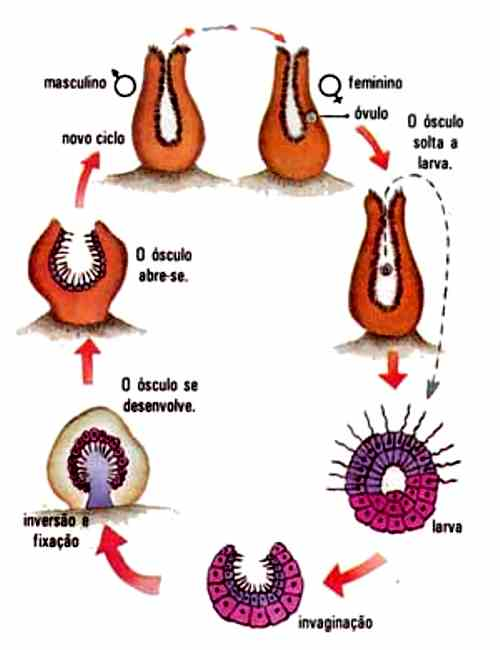 masculino
feminino
óvulo
novo ciclo
O ósculo
solta a
larva.
O ósculo
abre-se.
O ósculo se
desenvolve.
larva
inversão e
fixação
invaginação